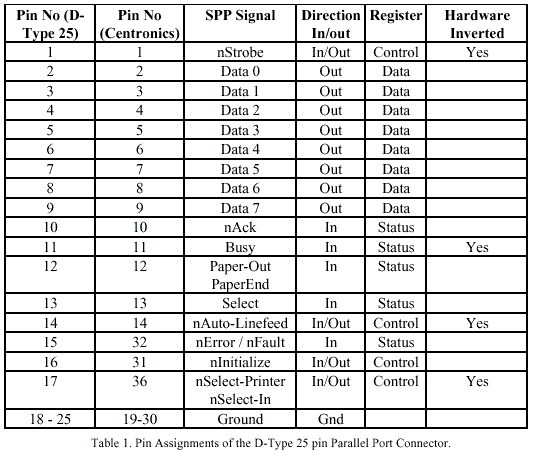 Pin No (D-Type 25) Pin No (Centronics) SPP Signal Direction In/out Register Hardware Inverted
1 1 nStrobe In/Out Control Yes
2 2 Data 0 Out Data
3 3 Data 1 Out Data
4 4 Data 2 Out Data
5 5 Data 3 Out Data
6 6 Data 4 Out Data
7 7 Data 5 Out Data
8 8 Data 6 Out Data
9 9 Data 7 Out Data
10 10 nAck In Status
11 11 Busy In Status Yes
12 12 Paper-Out PaperEnd In Status
13 13 Select In Status
14 14 nAuto-Linefeed In/Out Control Yes
15 32 nError / nFault In Status
16 31 nInitialize In/Out Control
17 36 nSelect-Printer nSelect-In In/Out Control Yes
18 - 25 19-30 Ground Gnd
Table 1. Pin Assignments of the D-Type 25 pin Parallel Port Connector.